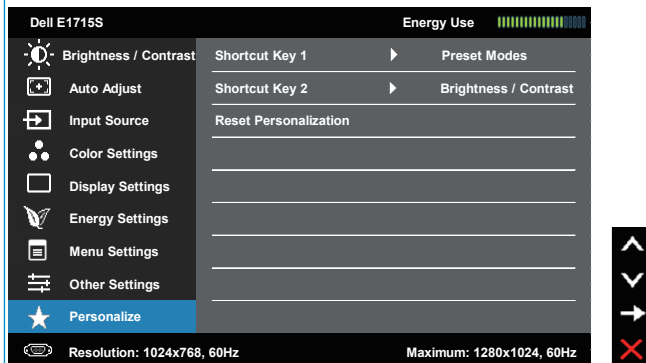 Dell E1715S Energy Use
Brightness / Contrast Shortcut Key 1 Preset Modes
Auto Adjust Shortcut Key 2 Brightness / Contrast
Input Source Reset Personalization
Color Settings
Display Settings
Energy Settings
Menu Settings
Other Settings
Personalize
Resolution: 1024x768, 60Hz Maximum: 1280x1024, 60Hz